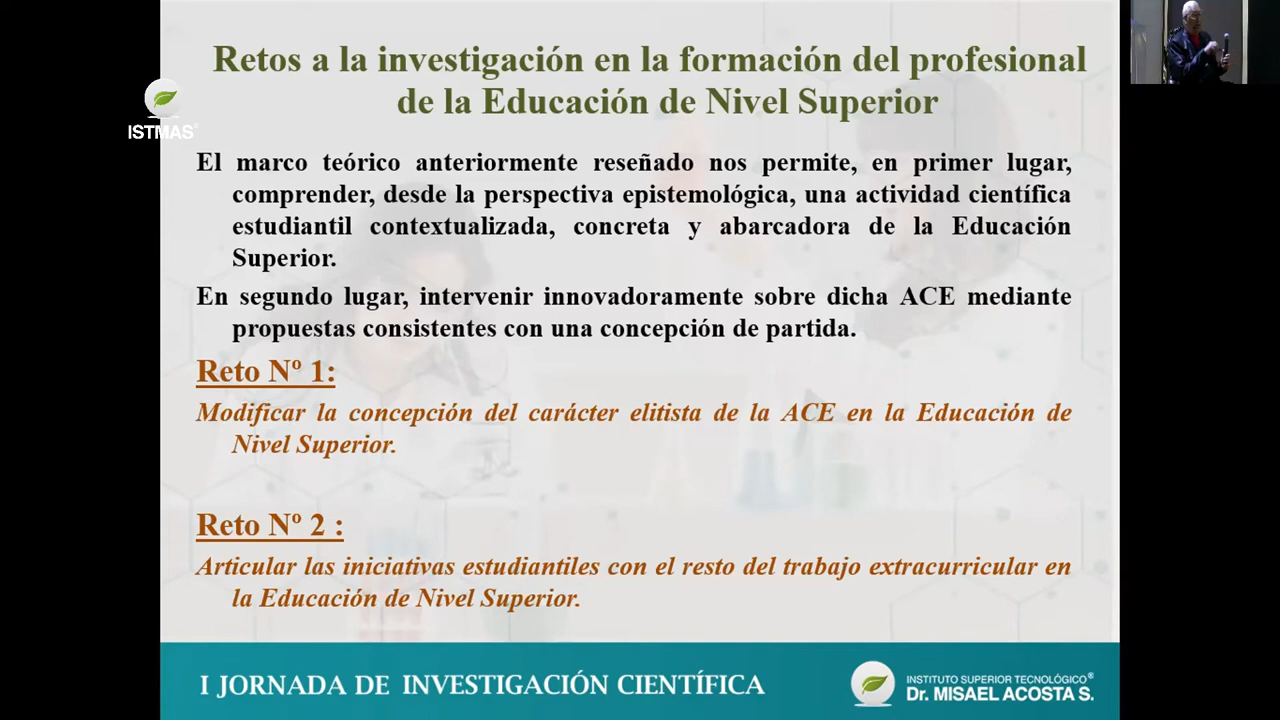 Retos a la investigación en la formación del profesional
de la Educación de Nivel Superior
ISTMAS®
El marco teórico anteriormente reseñado nos permite, en primer lugar,
comprender, desde la perspectiva epistemológica, una actividad científica
estudiantil contextualizada, concreta y abarcadora de la Educación
Superior.
En segundo lugar, intervenir innovadoramente sobre dicha ACE mediante
propuestas consistentes con una concepción de partida.
Reto Nº 1:
Modificar la concepción del carácter elitista de la ACE en la Educación de
Nivel Superior.
Reto Nº 2 :
Articular las iniciativas estudiantiles con el resto del trabajo extracurricular en
la Educación de Nivel Superior.
I JORNADA DE INVESTIGACIÓN CIENTÍFICA
INSTITUTO SUPERIOR TECNOLÓGICO®
Dr. MISAEL ACOSTA S.